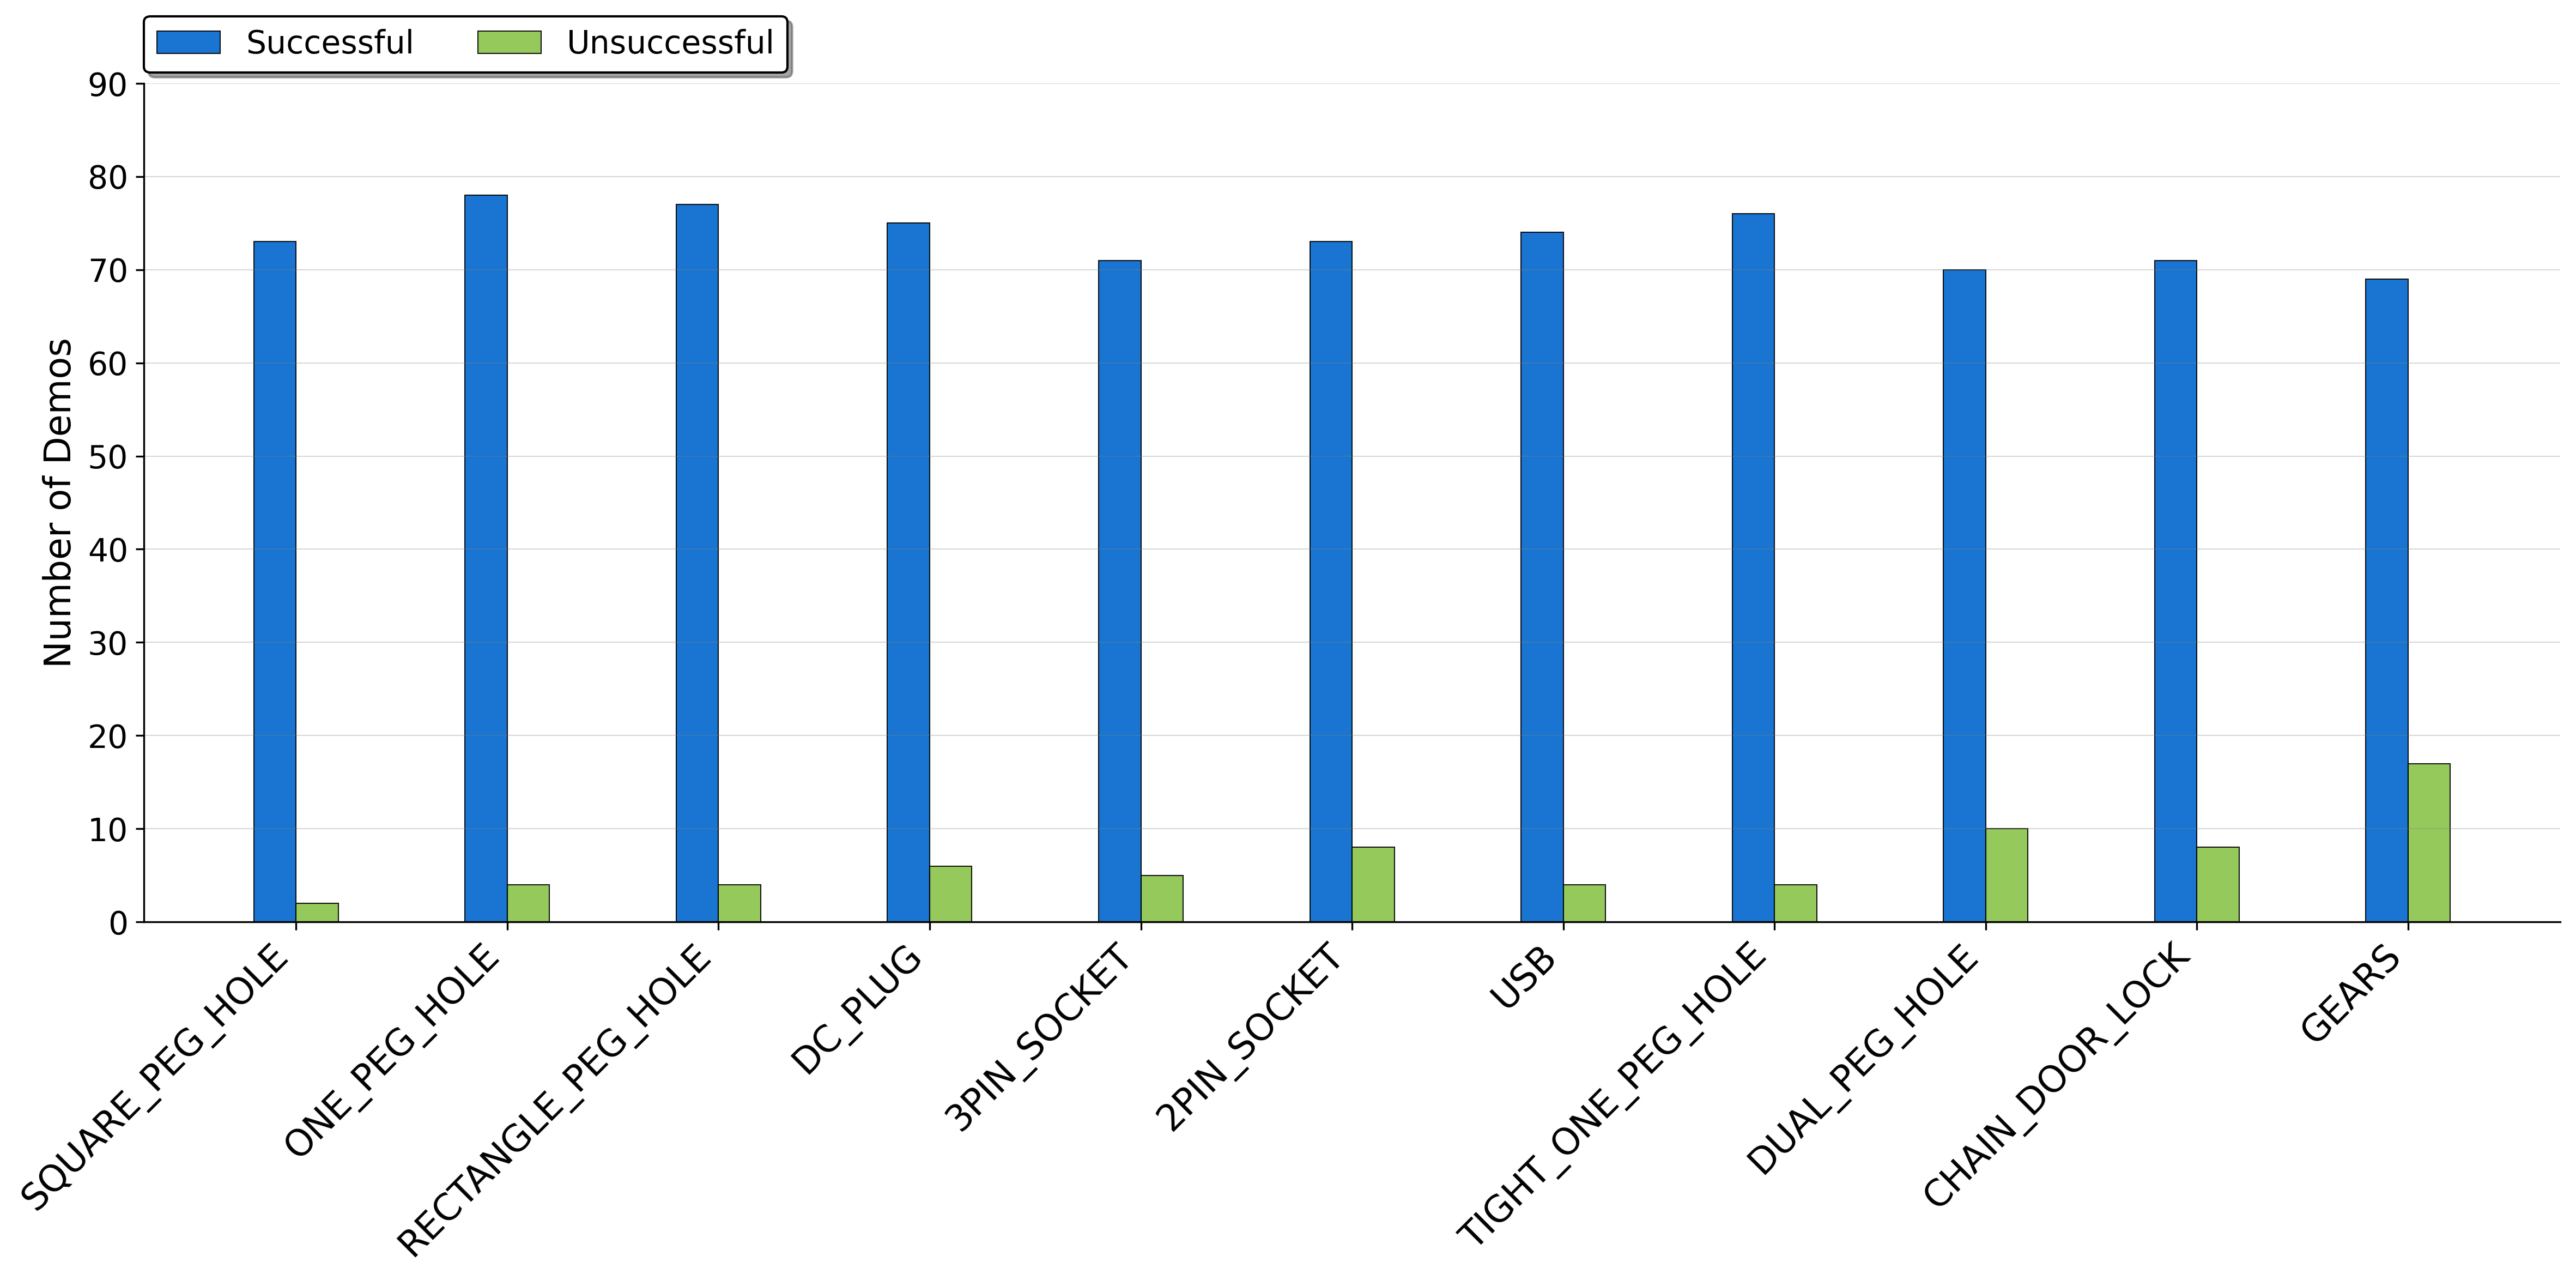 Successful Unsuccessful
90
80
70
60
50
40
30
20
10
0
Number of Demos
SQUARE_PEG_HOLE
ONE_PEG_HOLE
RECTANGLE_PEG_HOLE
DC_PLUG
3PIN_SOCKET
2PIN_SOCKET
USB
TIGHT_ONE_PEG_HOLE
DUAL_PEG_HOLE
CHAIN_DOOR_LOCK
GEARS